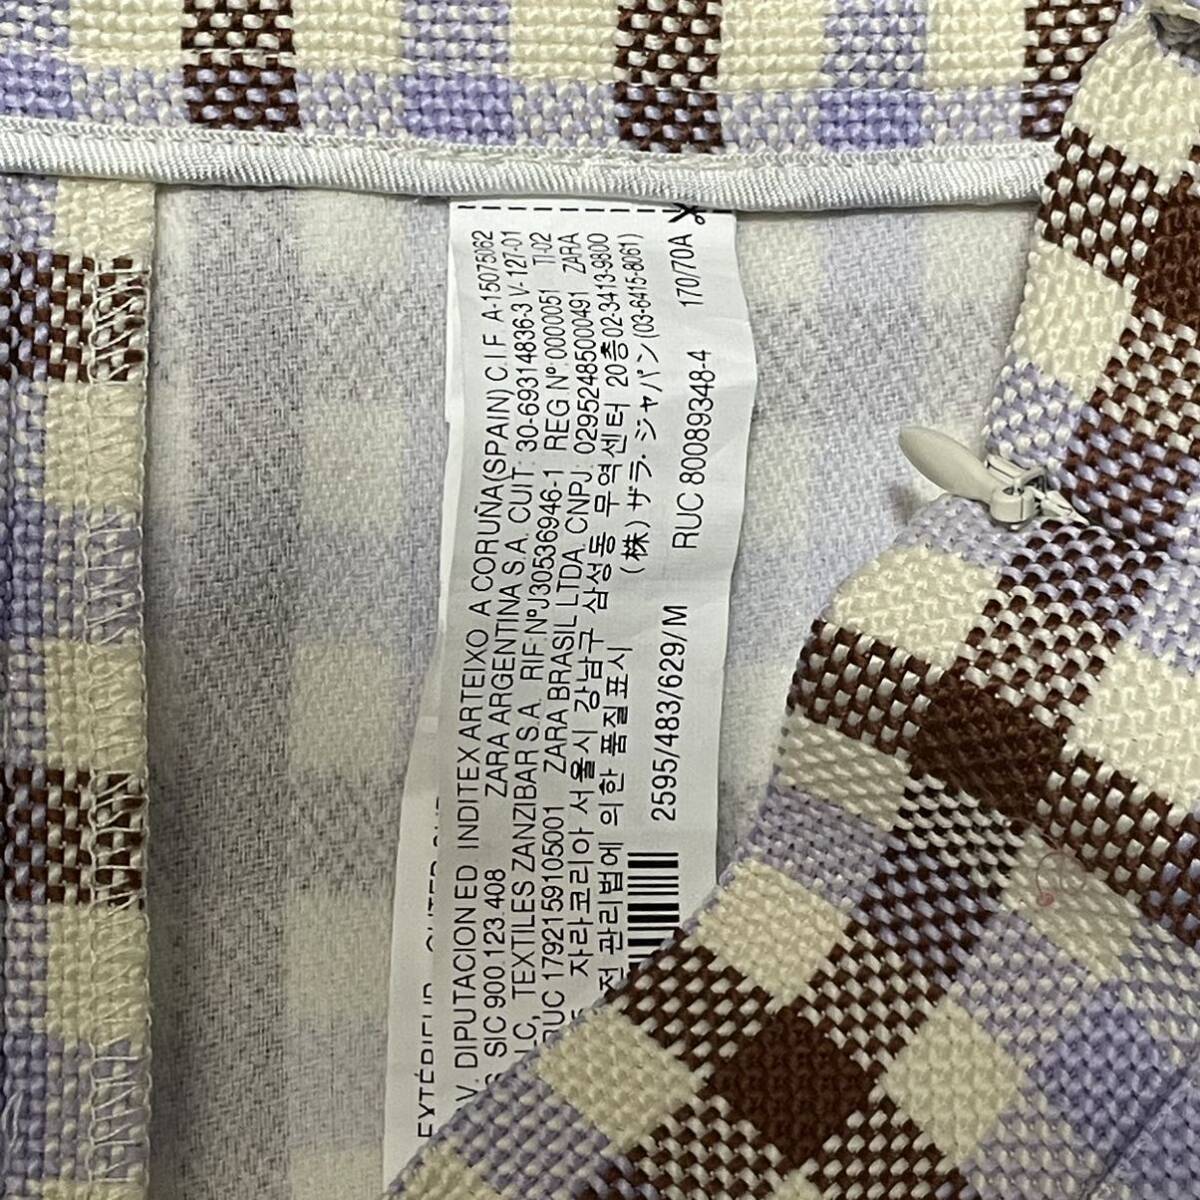 EXTÉRIEUR
V. DIPUTACION ED INDITEX ARTEIXO A CORUÑA(SPAIN) C.I.F. A-15075062
SIC 900.123.408 ZARA ARGENTINA S.A. CUIT: 30-69314836-3 V-127-01
TEXTILES ZANZIBAR S.A. RIF Nº J30536946-1 REG Nº:0000051 TI-02
RUC 1792159105001 ZARA BRASIL LTDA. CNPJ: 02952485000491 ZARA
자라코리아 서울시 강남구 삼성동 무역센터 20층 02-3413-9800
전 관리법에 의한 품질표시 (株) ザラ・ジャパン (03-6415-8061)
2595/483/629/M RUC 80089348-4 170/70A